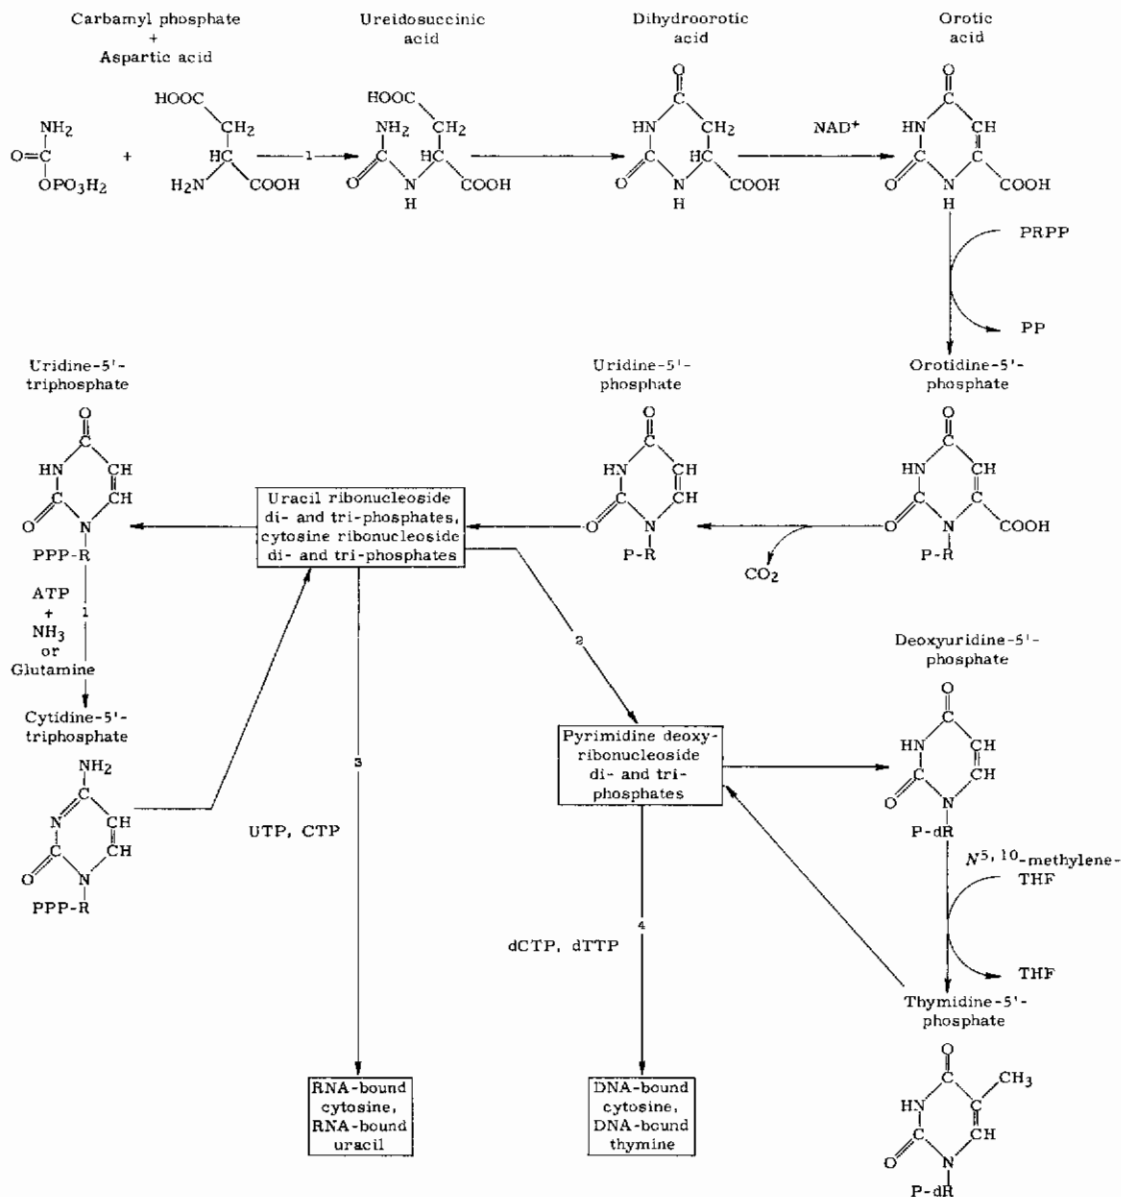 Carbamyl phosphate
+
Aspartic acid
Ureidosuccinic
acid
Dihydroorotic
acid
Orotic
acid
HOOC
CH2
HC
COOH
H2N
NH2
O=C
OPO3H2
+
1
HOOC
NH2
CH2
C
HC
O
N
H
COOH
O
C
HN
CH2
C
HC
O
N
H
COOH
NAD+
O
C
HN
CH
C
C
O
N
H
COOH
PRPP
PP
Uridine-5'-
triphosphate
O
C
HN
CH
C
CH
O
N
PPP-R
Uracil ribonucleoside
di- and tri-phosphates,
cytosine ribonucleoside
di- and tri-phosphates
Uridine-5'-
phosphate
O
C
HN
CH
C
CH
O
N
P-R
CO2
Orotidine-5'-
phosphate
O
C
HN
CH
C
C
O
N
COOH
P-R
ATP
+
NH3
or
Glutamine
1
Cytidine-5'-
triphosphate
NH2
C
N
CH
C
CH
O
N
PPP-R
3
UTP, CTP
2
Pyrimidine deoxy-
ribonucleoside
di- and tri-
phosphates
Deoxyuridine-5'-
phosphate
O
C
HN
CH
C
CH
O
N
P-dR
N5,10-methylene-
THF
THF
4
dCTP, dTTP
Thymidine-5'-
phosphate
O
C
CH3
HN
C
C
CH
O
N
P-dR
RNA-bound
cytosine,
RNA-bound
uracil
DNA-bound
cytosine,
DNA-bound
thymine